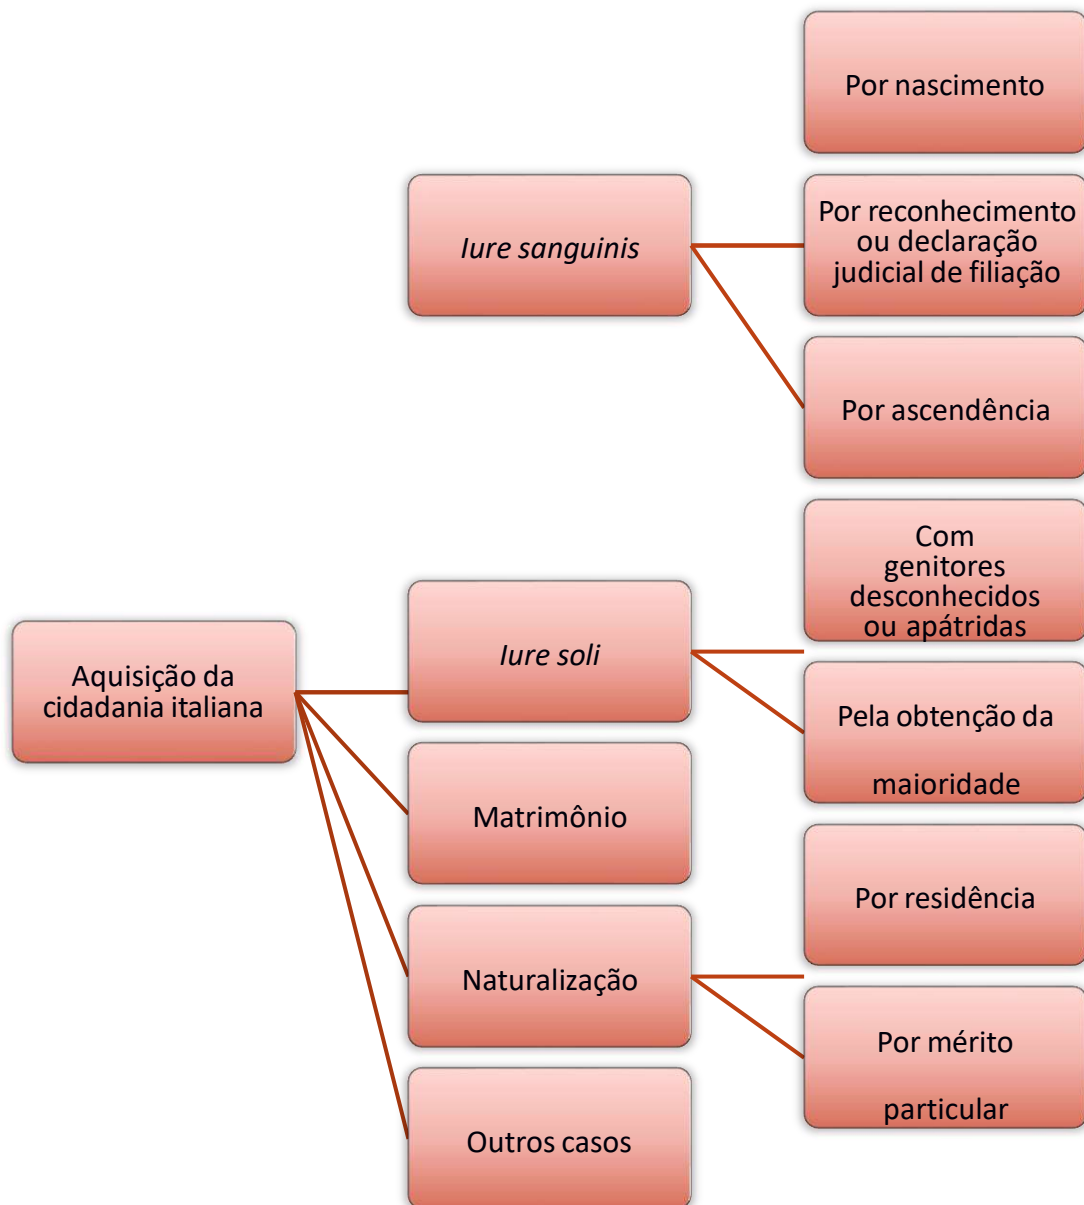 Por nascimento
Iure sanguinis
Por reconhecimento
ou declaração
judicial de filiação
Por ascendência
Aquisição da
cidadania italiana
Iure soli
Com
genitores
desconhecidos
ou apátridas
Pela obtenção da
maioridade
Matrimônio
Naturalização
Por residência
Por mérito
particular
Outros casos